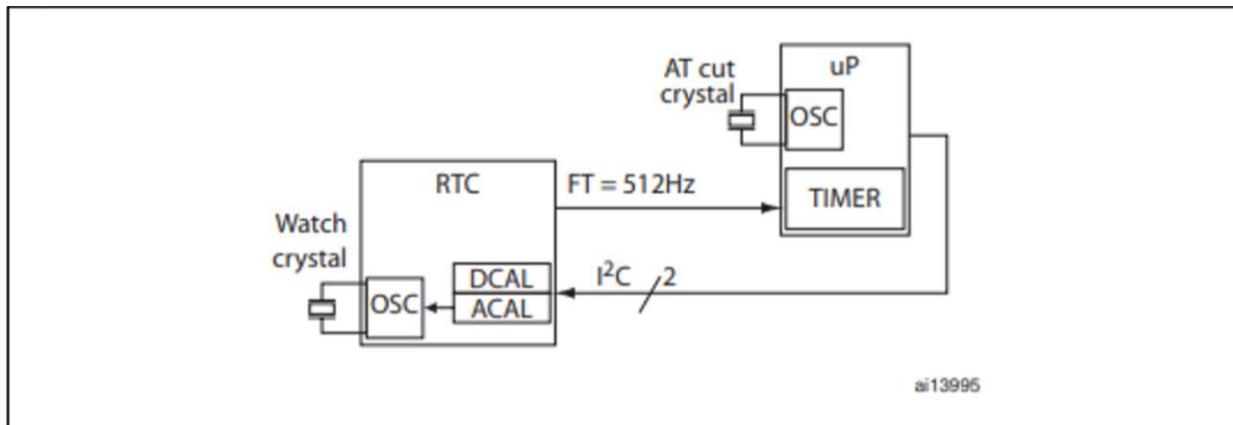 AT cut
crystal
uP
OSC
TIMER
RTC
FT = 512Hz
Watch
crystal
OSC
DCAL
ACAL
I²C
2
ai13995